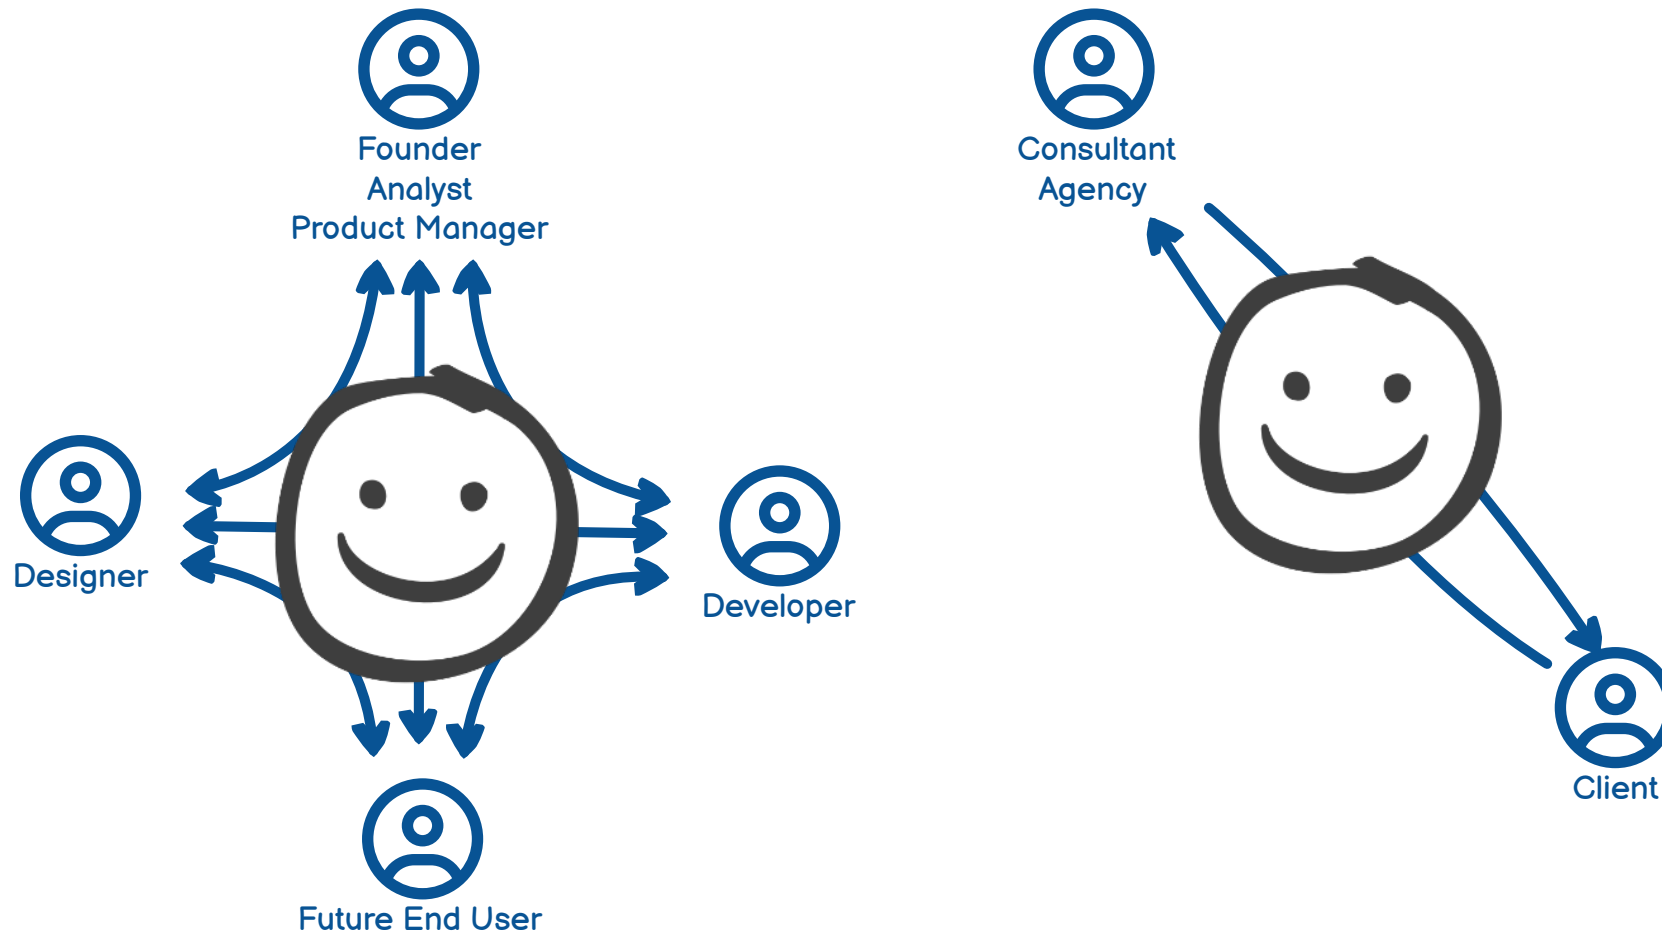 Founder
Analyst
Product Manager
Consultant
Agency
Designer
Developer
Client
Future End User